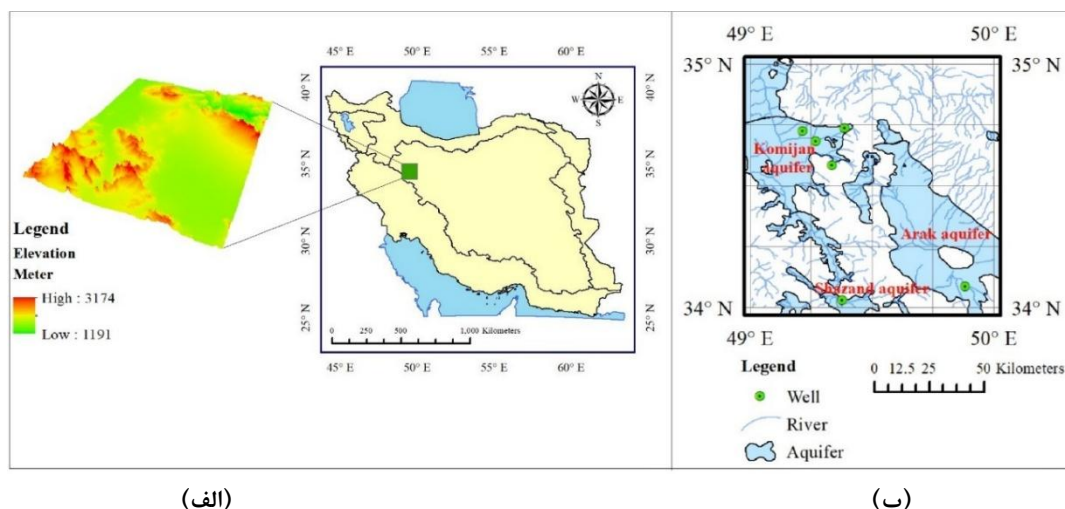 45° E 50° E 55° E 60° E
40° N 40° N
35° N 35° N
30° N 30° N
25° N 25° N
N
W E
S
Legend
Elevation
Meter
High : 3174
Low : 1191
0 250 500 1,000 Kilometers
45° E 50° E 55° E 60° E
49° E 50° E
35° N 35° N
Komijan
aquifer
Arak aquifer
Shazand aquifer
34° N 34° N
49° E 50° E
Legend
0 12.5 25 50 Kilometers
Well
River
Aquifer
(الف)
(ب)